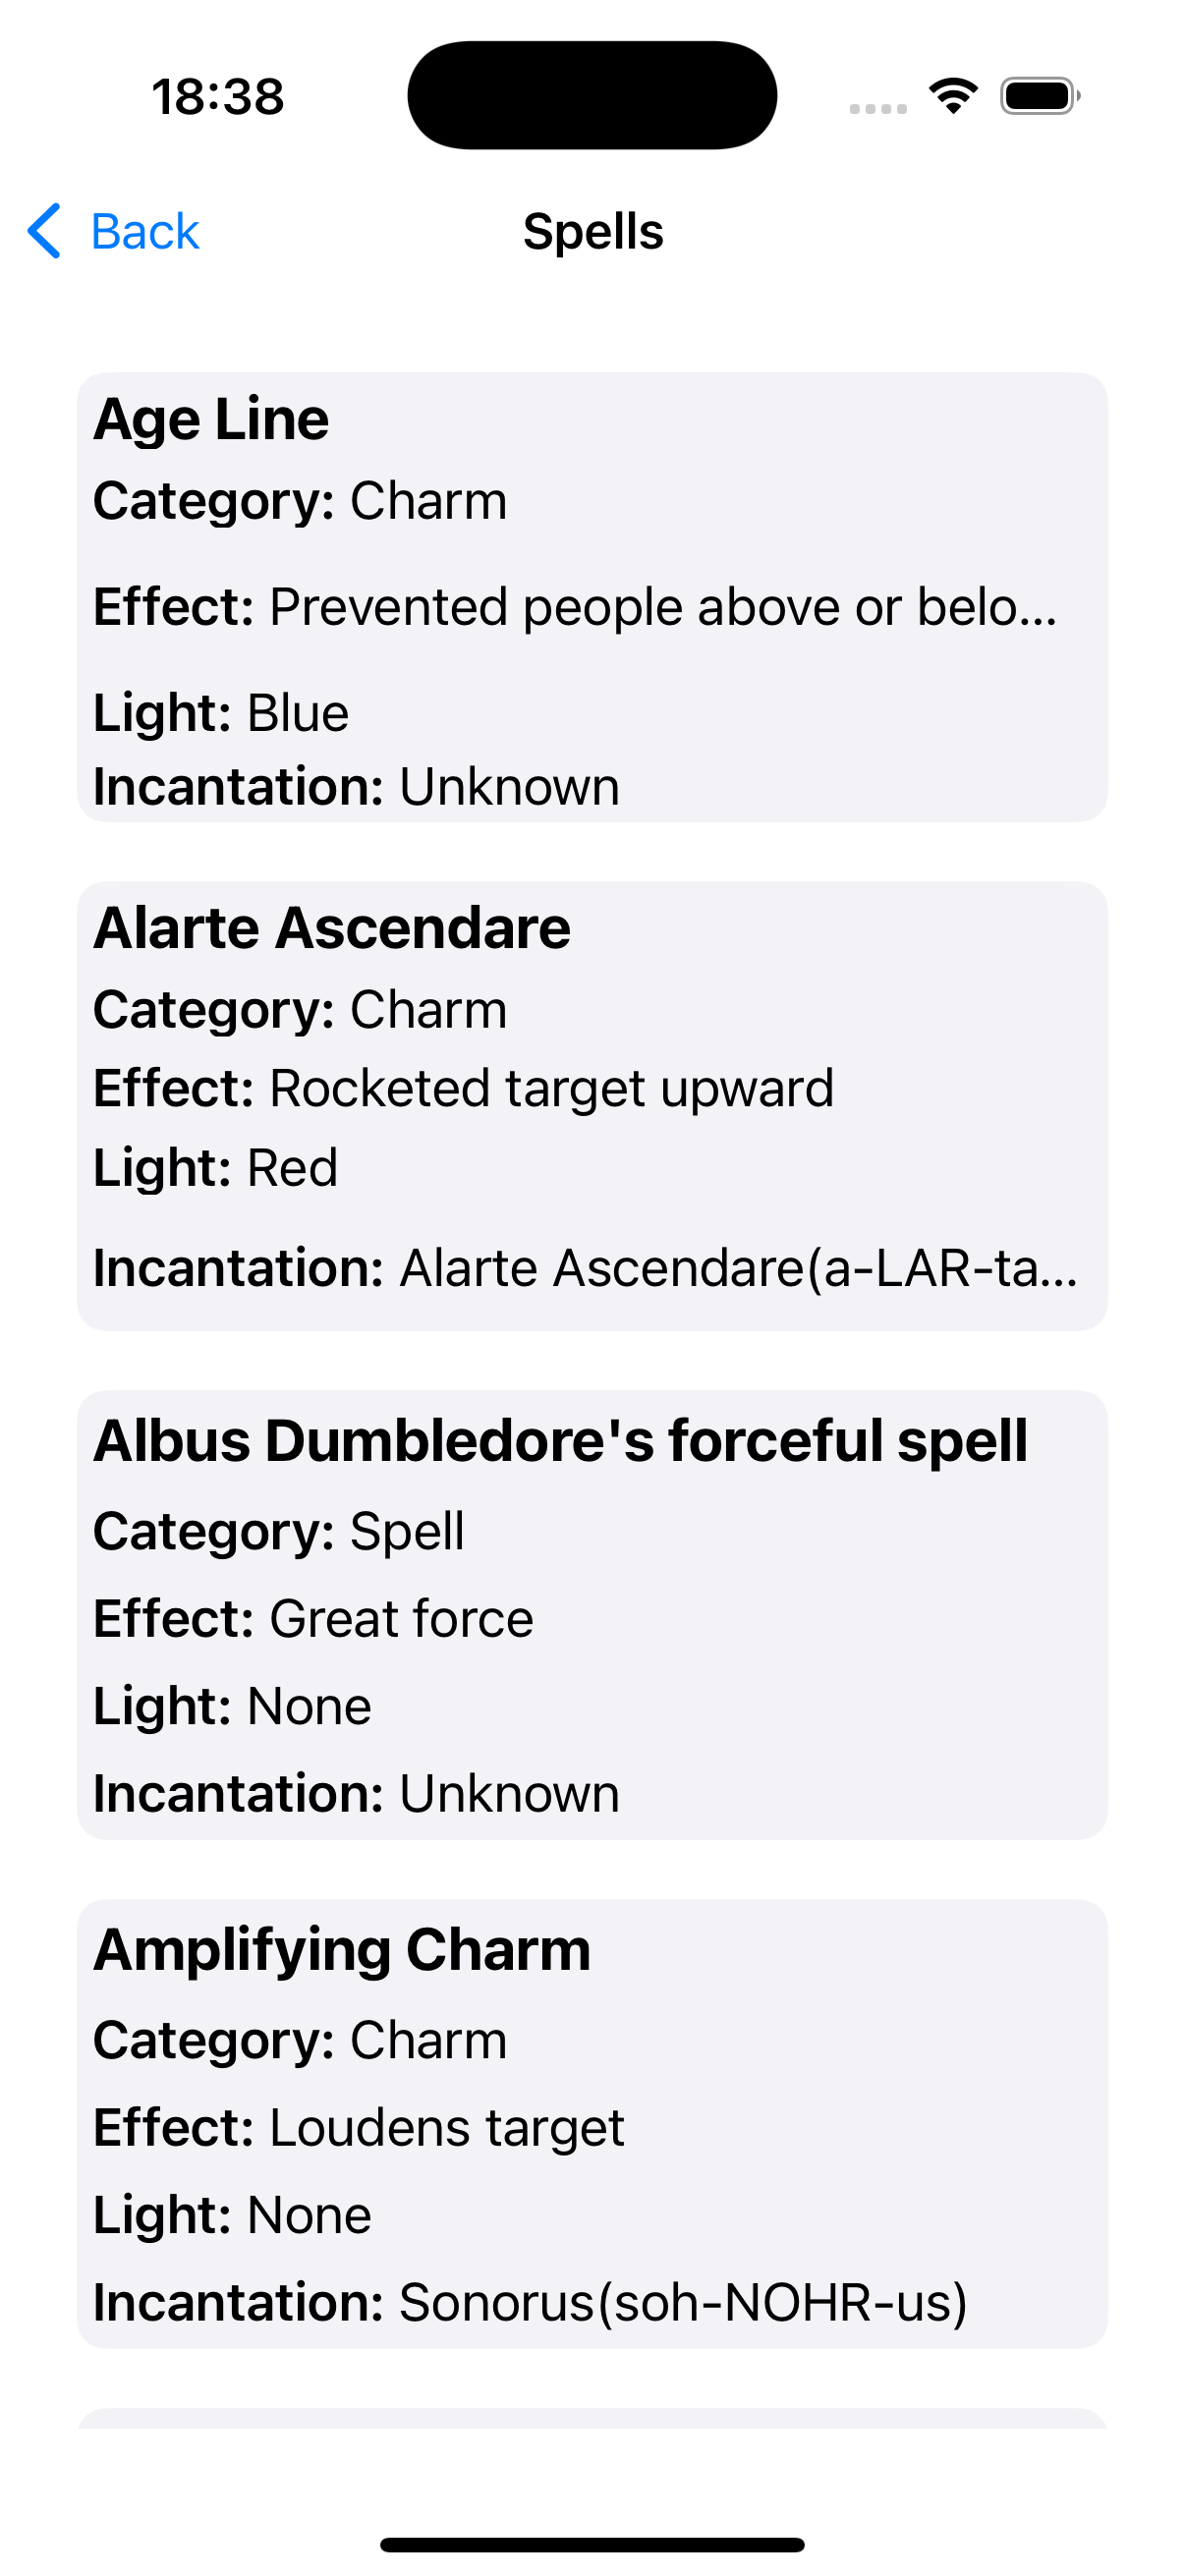 18:38
Back
Spells
Age Line
Category: Charm
Effect: Prevented people above or belo...
Light: Blue
Incantation: Unknown
Alarte Ascendare
Category: Charm
Effect: Rocketed target upward
Light: Red
Incantation: Alarte Ascendare(a-LAR-ta...
Albus Dumbledore's forceful spell
Category: Spell
Effect: Great force
Light: None
Incantation: Unknown
Amplifying Charm
Category: Charm
Effect: Loudens target
Light: None
Incantation: Sonorus(soh-NOHR-us)